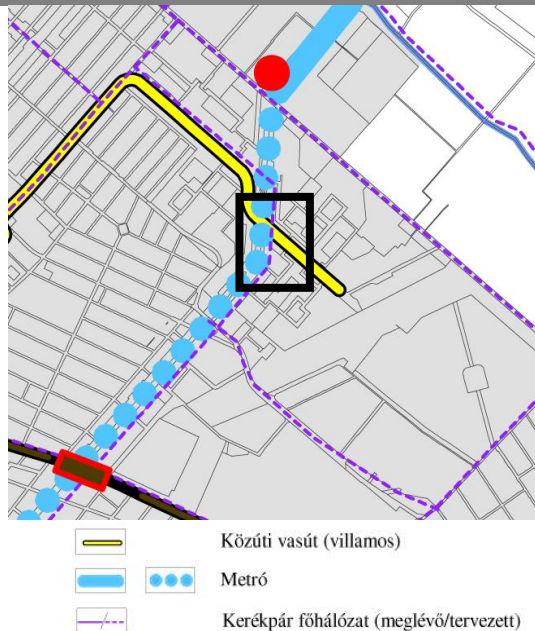 Közúti vasút (villamos)
Metró
Kerékpár főhálózat (meglévő/tervezett)